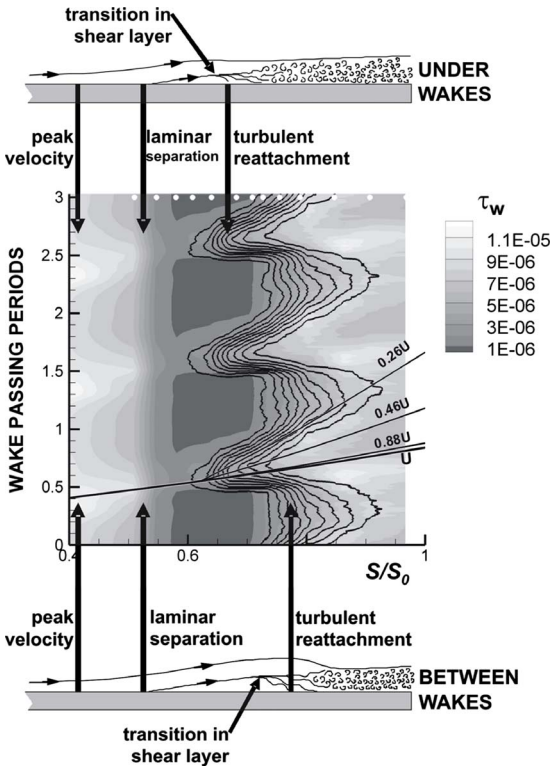 transition in
shear layer
UNDER
WAKES
peak
velocity
laminar
separation
turbulent
reattachment
WAKE PASSING PERIODS
3
2.5
2
1.5
1
0.5
0
0.4
0.6
1
S/S0
0.26U
0.46U
0.88U
U
τw
1.1E-05
9E-06
7E-06
5E-06
3E-06
1E-06
peak
velocity
laminar
separation
turbulent
reattachment
BETWEEN
WAKES
transition in
shear layer